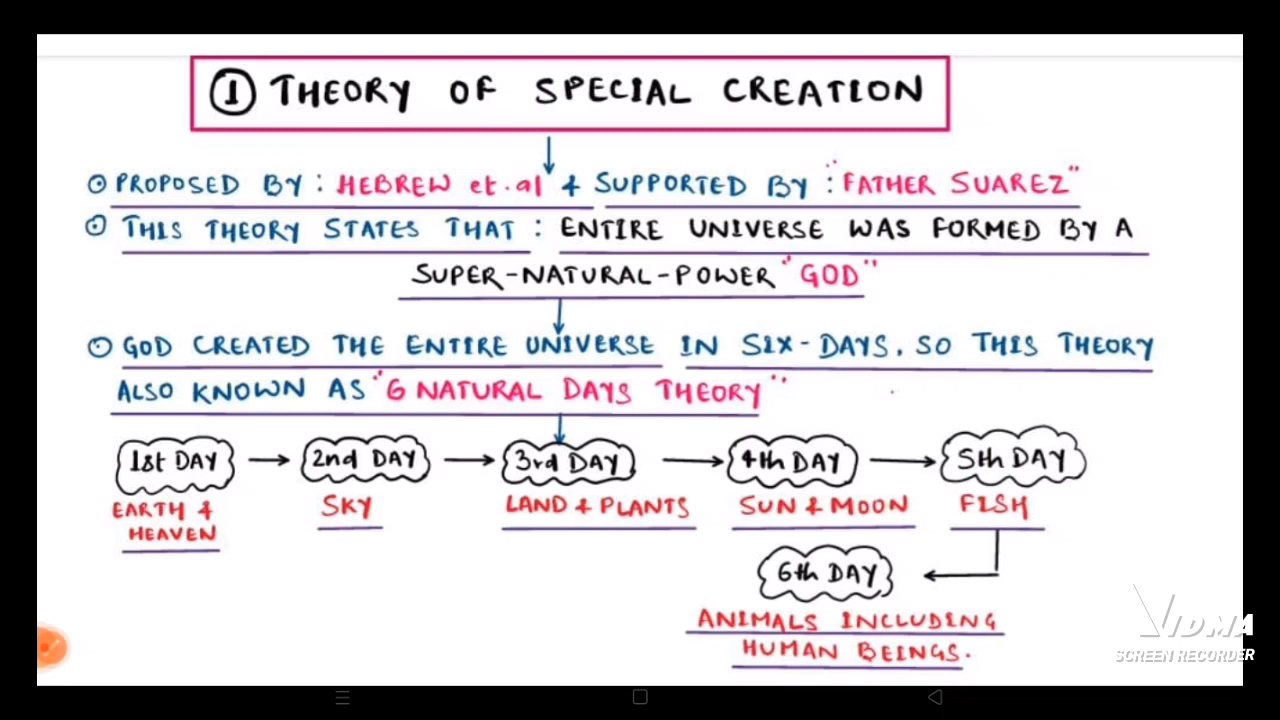 ① THEORY OF SPECIAL CREATION
⊙ PROPOSED BY : HEBREW et.al & SUPPORTED BY : "FATHER SUAREZ"
⊙ THIS THEORY STATES THAT : ENTIRE UNIVERSE WAS FORMED BY A
SUPER-NATURAL-POWER "GOD"
⊙ GOD CREATED THE ENTIRE UNIVERSE IN SIX-DAYS. SO THIS THEORY
ALSO KNOWN AS "6 NATURAL DAYS THEORY"
1st DAY → 2nd DAY → 3rd DAY → 4th DAY → 5th DAY
EARTH & SKY LAND & PLANTS SUN & MOON FISH
HEAVEN
6th DAY
ANIMALS INCLUDING
HUMAN BEINGS.
VIDMA
SCREEN RECORDER